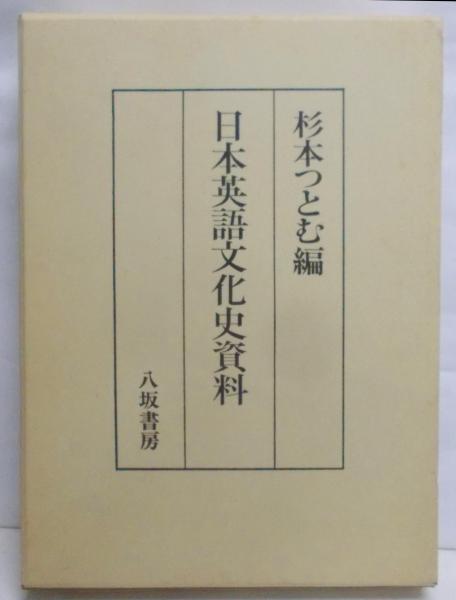 杉本つとむ編
日本英語文化史資料
八坂書房